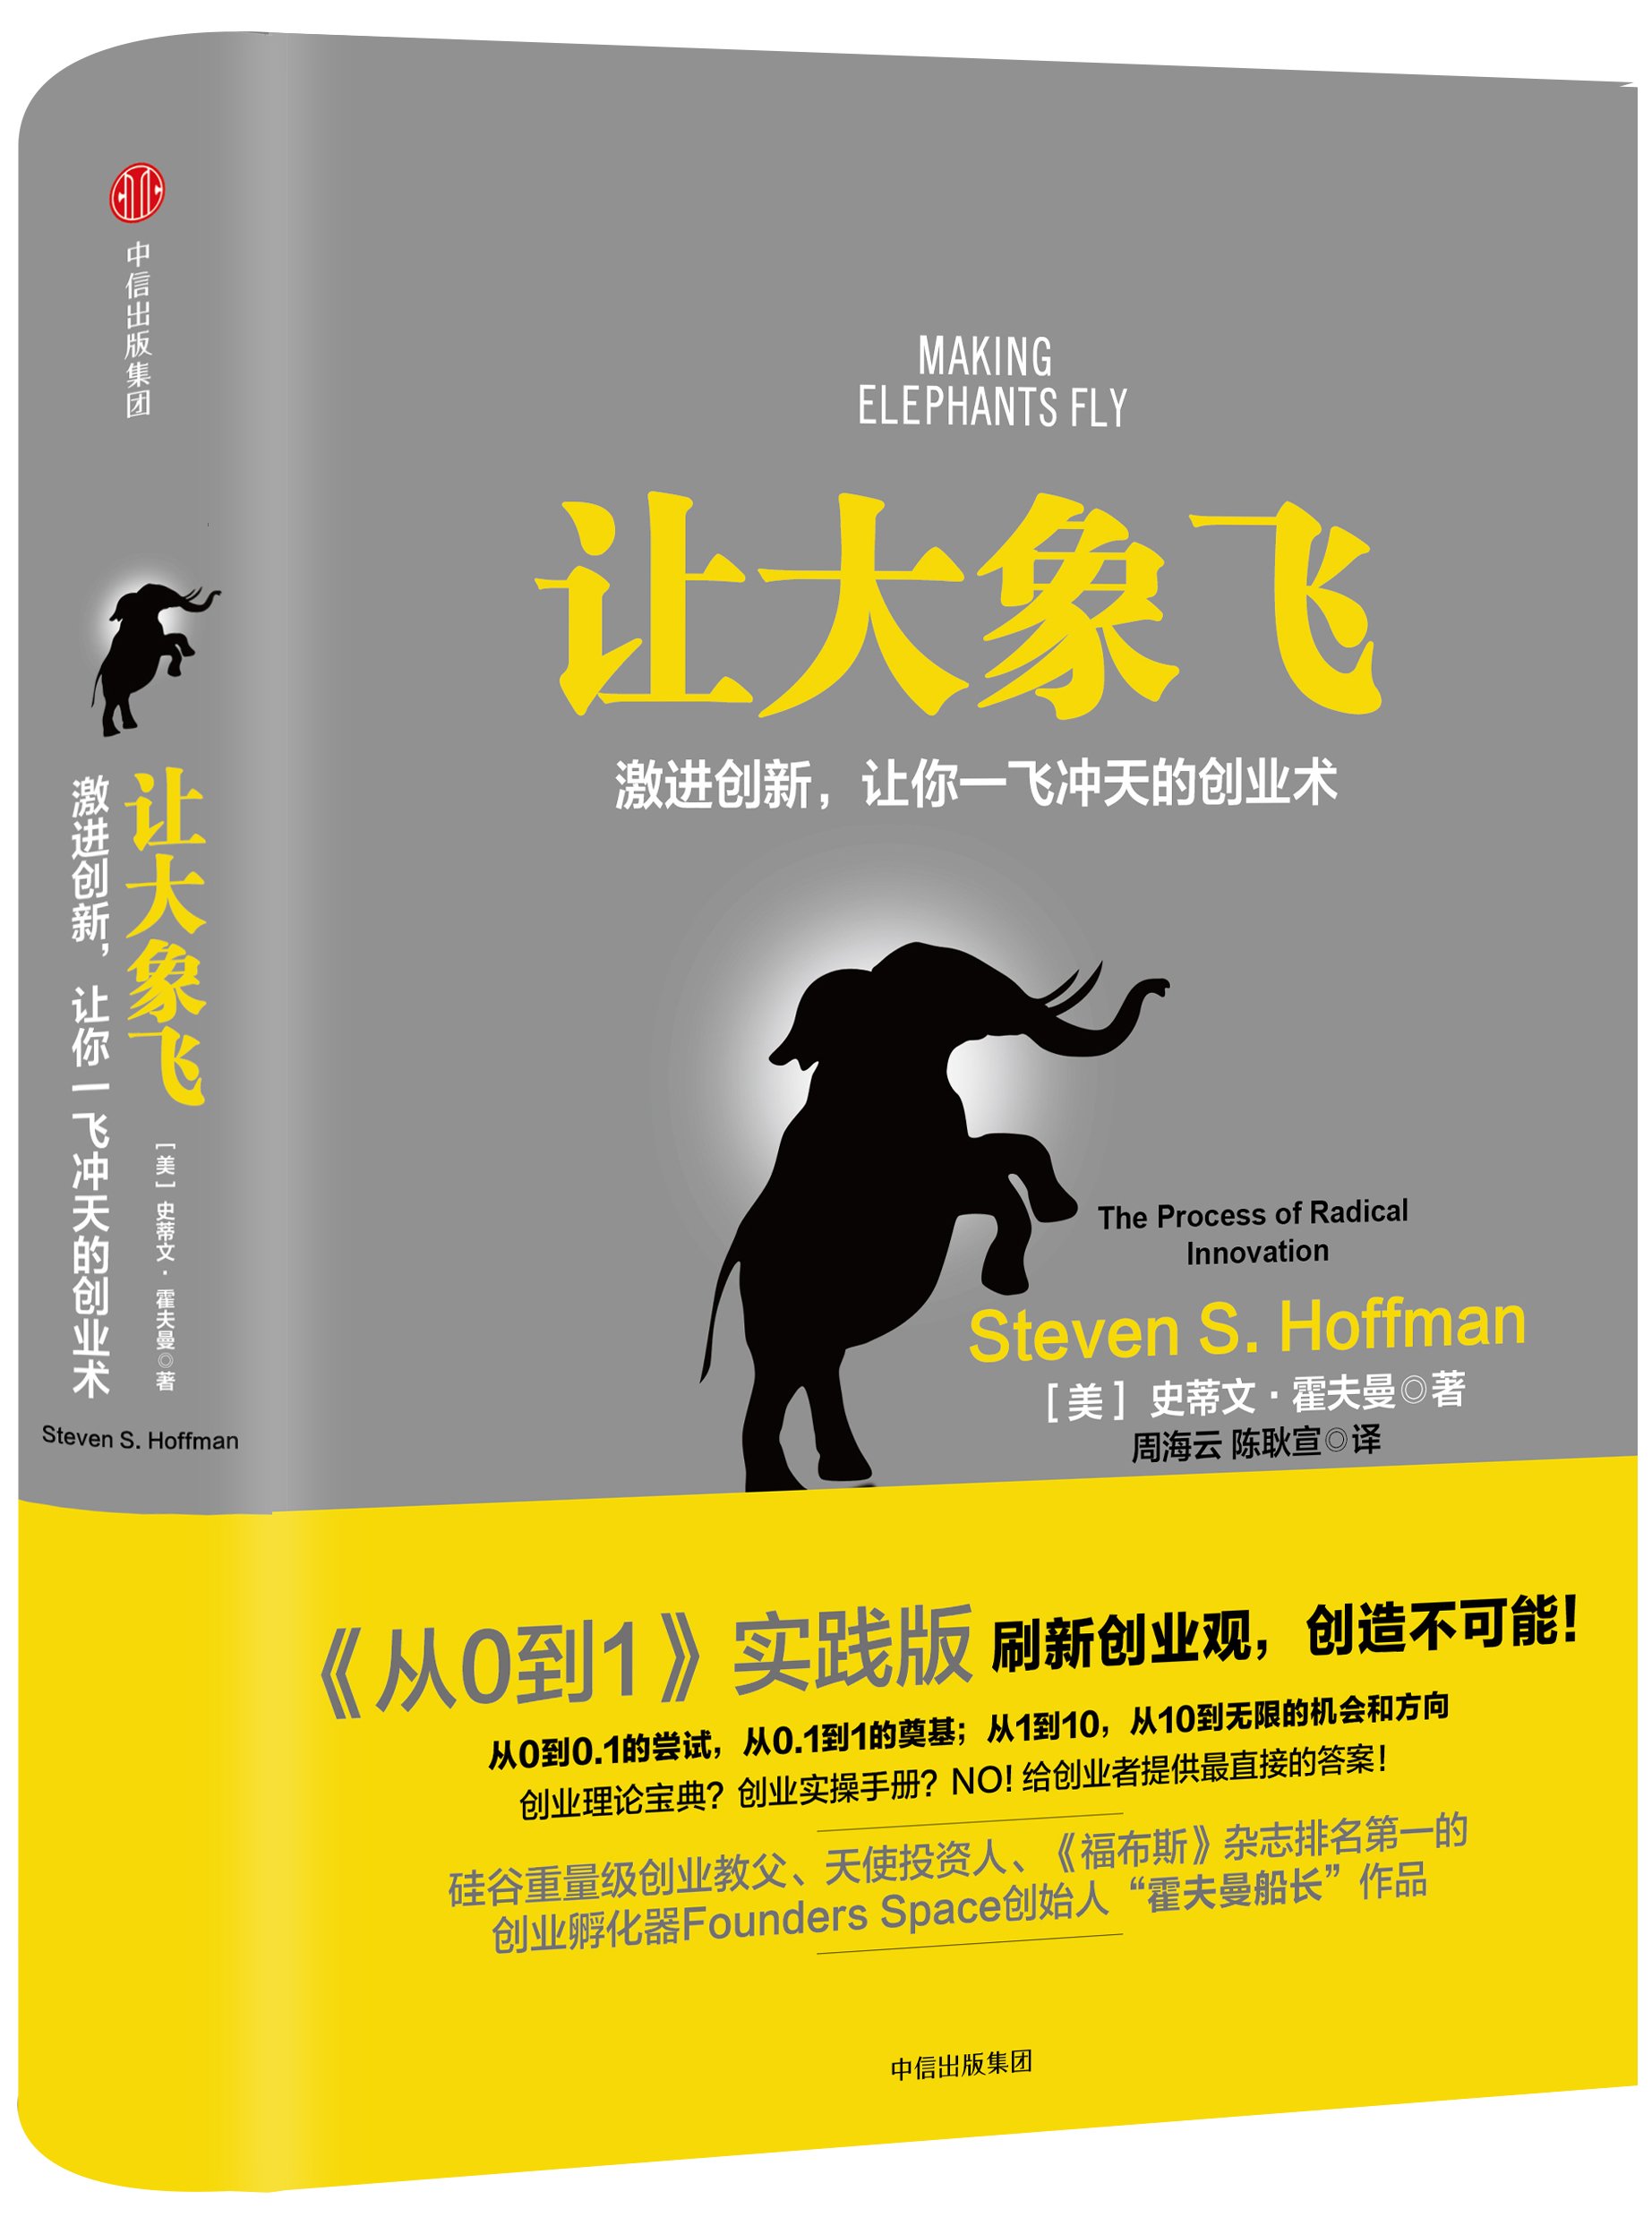 中信出版集团
让大象飞
激进创新，让你一飞冲天的创业术
［美］史蒂文·霍夫曼◎著
Steven S. Hoffman
MAKING
ELEPHANTS FLY
让大象飞
激进创新，让你一飞冲天的创业术
The Process of Radical
Innovation
Steven S. Hoffman
［美］史蒂文·霍夫曼◎著
周海云 陈耿宣◎译
《从0到1》实践版 刷新创业观，创造不可能！
从0到0.1的尝试，从0.1到1的奠基；从1到10，从10到无限的机会和方向
创业理论宝典？创业实操手册？NO！给创业者提供最直接的答案！
硅谷重量级创业教父、天使投资人、《福布斯》杂志排名第一的
创业孵化器Founders Space创始人“霍夫曼船长”作品
中信出版集团